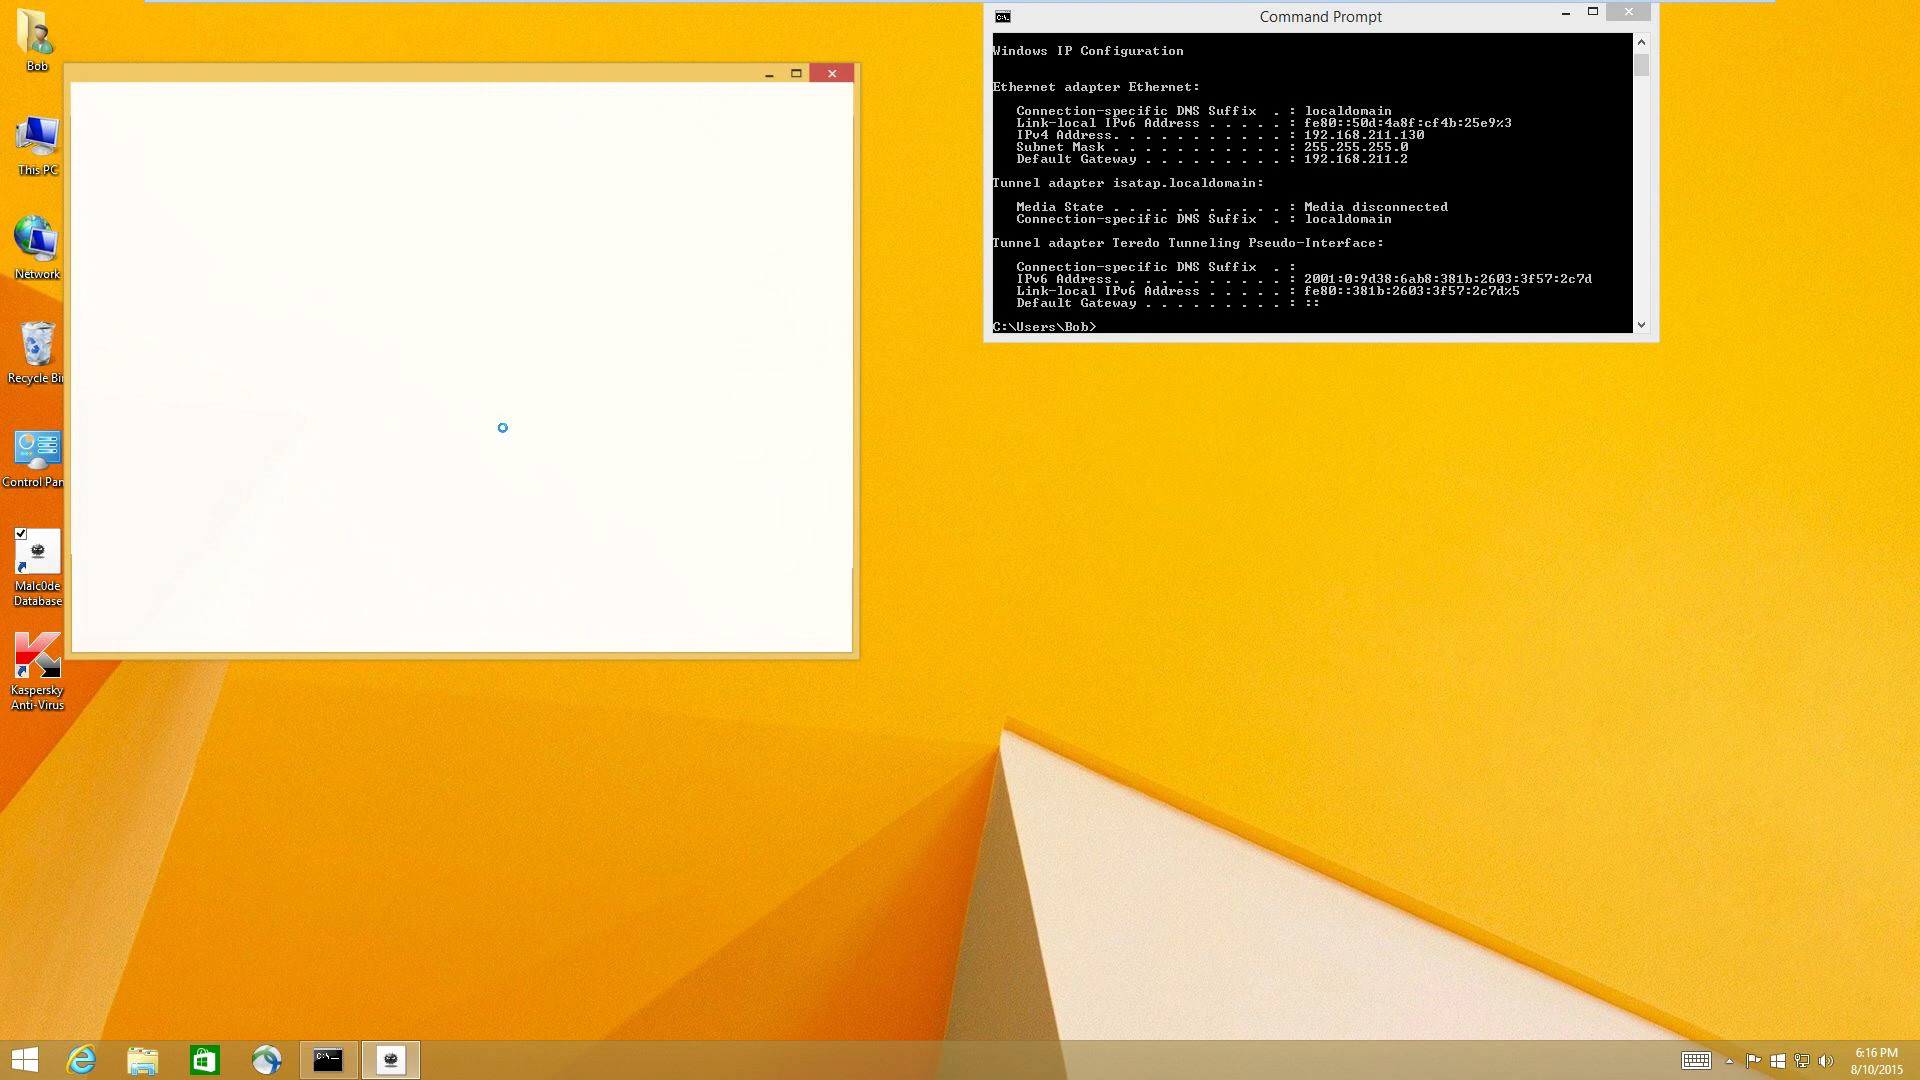 Bob
This PC
Network
Recycle Bi
Control Pan
Malc0de
Database
Kaspersky
Anti-Virus
Command Prompt
Windows IP Configuration
Ethernet adapter Ethernet:
Connection-specific DNS Suffix  . : localdomain
Link-local IPv6 Address . . . . . : fe80::50d:4a8f:cf4b:25e9%3
IPv4 Address. . . . . . . . . . . : 192.168.211.130
Subnet Mask . . . . . . . . . . . : 255.255.255.0
Default Gateway . . . . . . . . . : 192.168.211.2
Tunnel adapter isatap.localdomain:
Media State . . . . . . . . . . . : Media disconnected
Connection-specific DNS Suffix  . : localdomain
Tunnel adapter Teredo Tunneling Pseudo-Interface:
Connection-specific DNS Suffix  . :
IPv6 Address. . . . . . . . . . . : 2001:0:9d38:6ab8:381b:2603:3f57:2c7d
Link-local IPv6 Address . . . . . : fe80::381b:2603:3f57:2c7d%5
Default Gateway . . . . . . . . . : ::
C:\Users\Bob>
6:16 PM
8/10/2015